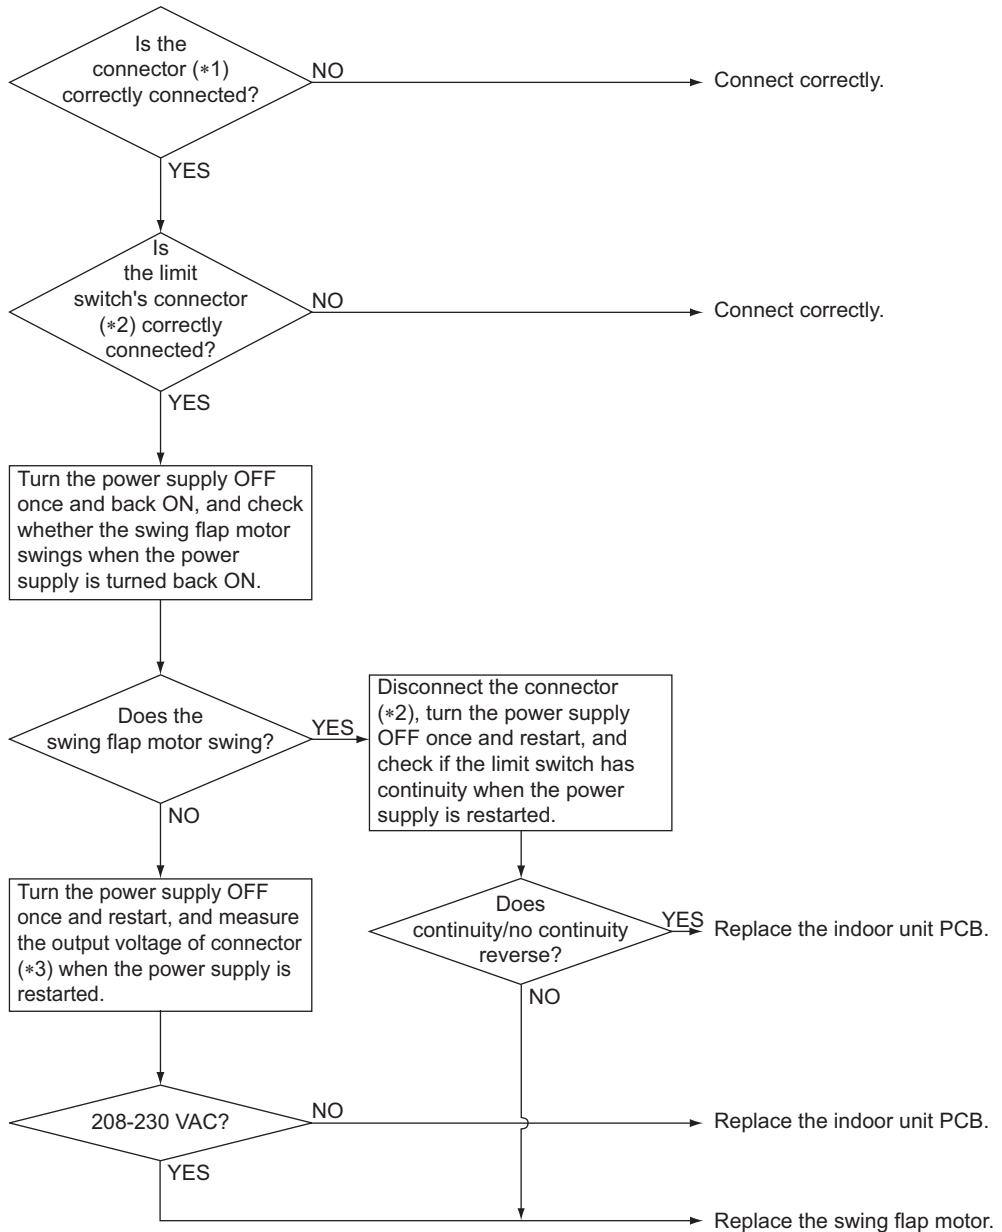 Is the
connector (∗1)
correctly connected?
NO
Connect correctly.
YES
Is
the limit
switch's connector
(∗2) correctly
connected?
NO
Connect correctly.
YES
Turn the power supply OFF
once and back ON, and check
whether the swing flap motor
swings when the power
supply is turned back ON.
Does the
swing flap motor swing?
YES
Disconnect the connector
(∗2), turn the power supply
OFF once and restart, and
check if the limit switch has
continuity when the power
supply is restarted.
NO
Turn the power supply OFF
once and restart, and measure
the output voltage of connector
(∗3) when the power supply is
restarted.
Does
continuity/no continuity
reverse?
YES
Replace the indoor unit PCB.
NO
208-230 VAC?
NO
Replace the indoor unit PCB.
YES
Replace the swing flap motor.